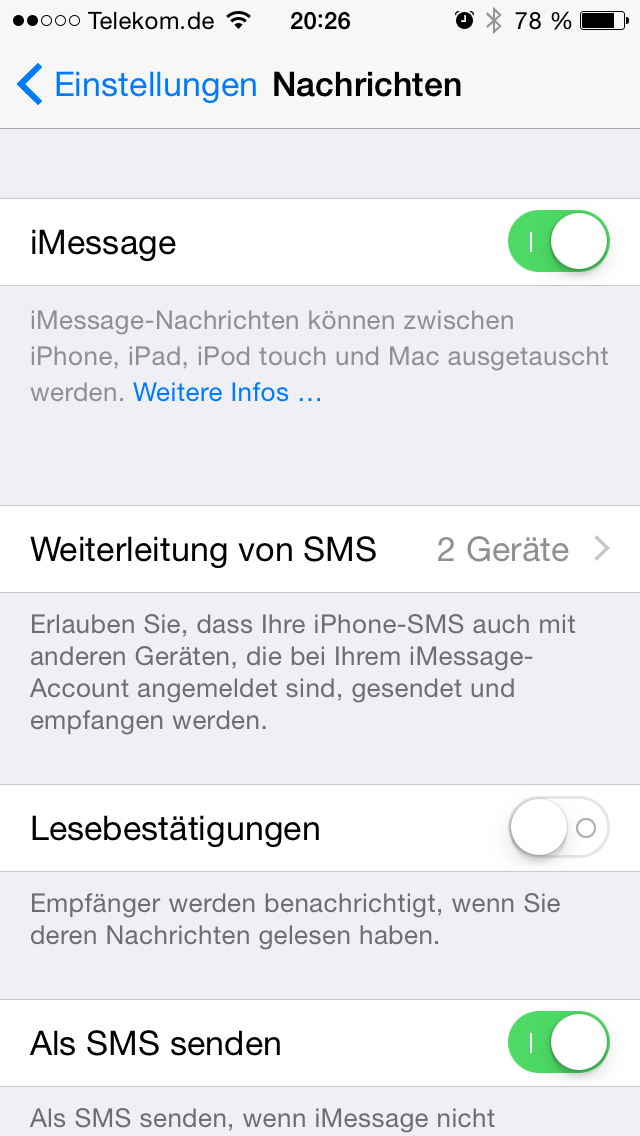 Telekom.de 20:26 78 %
Einstellungen Nachrichten
iMessage
iMessage-Nachrichten können zwischen
iPhone, iPad, iPod touch und Mac ausgetauscht
werden. Weitere Infos …
Weiterleitung von SMS 2 Geräte
Erlauben Sie, dass Ihre iPhone-SMS auch mit
anderen Geräten, die bei Ihrem iMessage-
Account angemeldet sind, gesendet und
empfangen werden.
Lesebestätigungen
Empfänger werden benachrichtigt, wenn Sie
deren Nachrichten gelesen haben.
Als SMS senden
Als SMS senden, wenn iMessage nicht